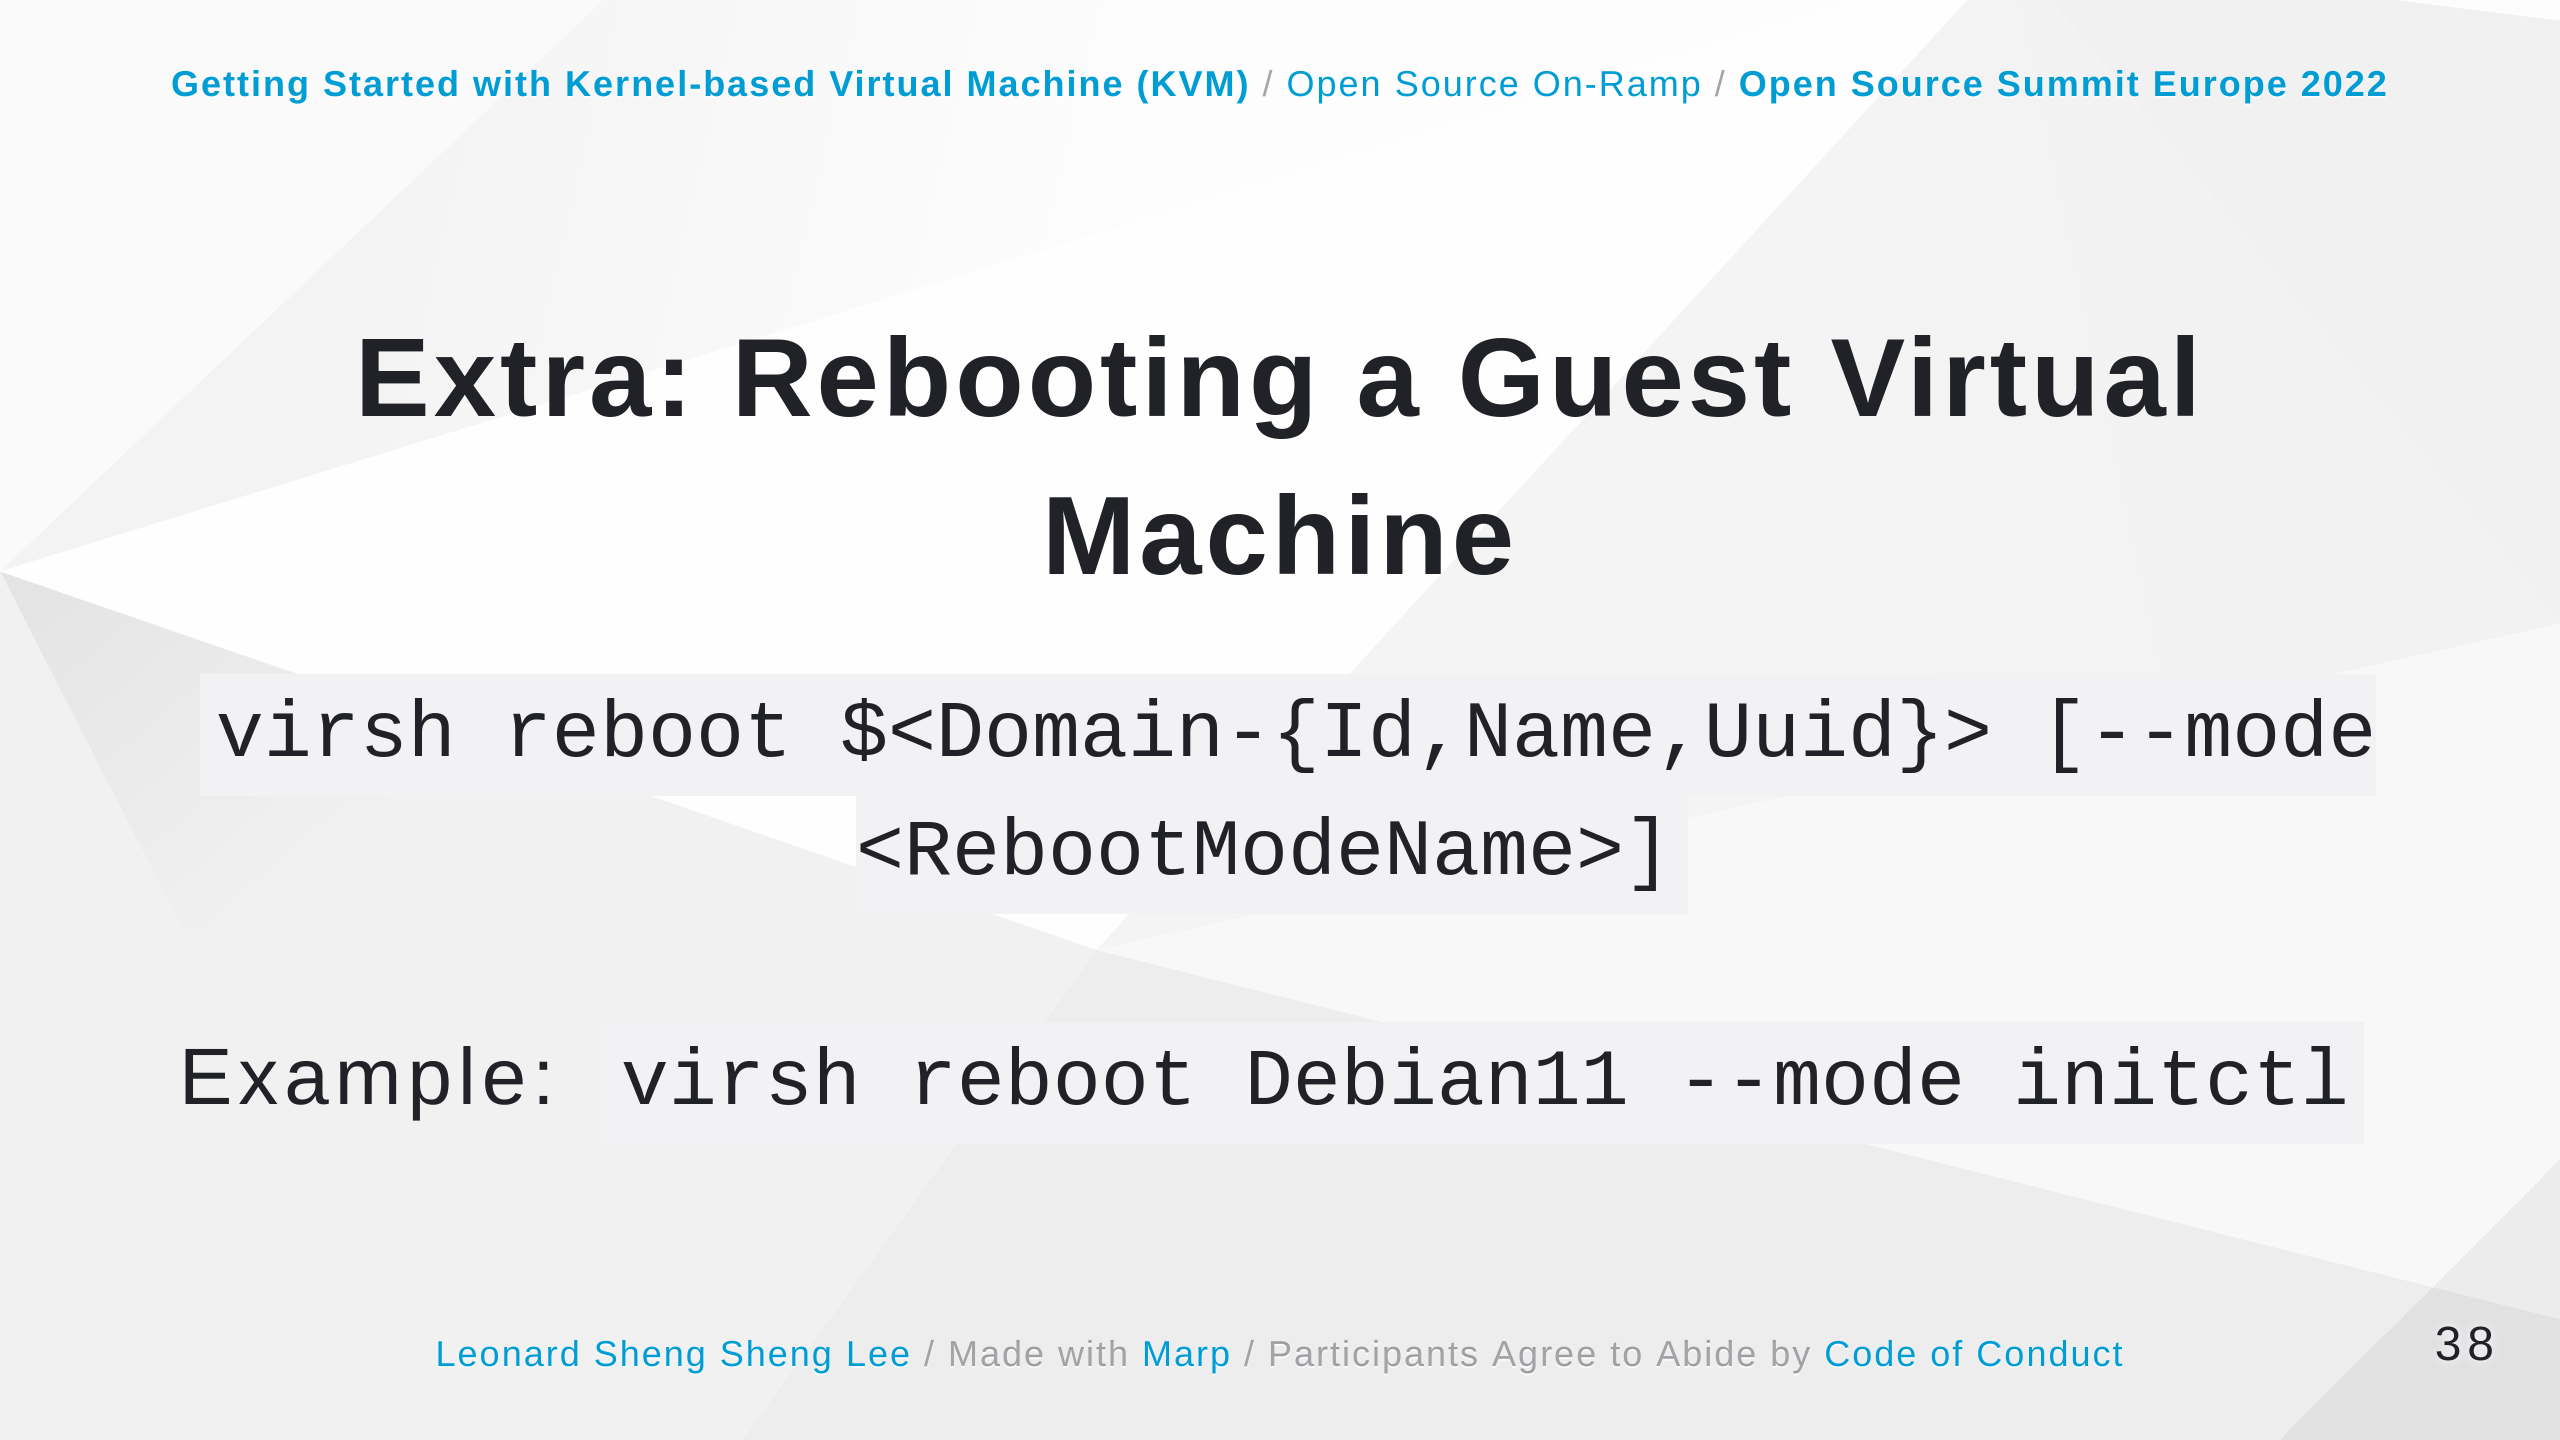 Getting Started with Kernel-based Virtual Machine (KVM) / Open Source On-Ramp / Open Source Summit Europe 2022
Extra: Rebooting a Guest Virtual
Machine
virsh reboot $<Domain-{Id,Name,Uuid}> [--mode
<RebootModeName>]
Example: virsh reboot Debian11 --mode initctl
Leonard Sheng Sheng Lee / Made with Marp / Participants Agree to Abide by Code of Conduct
38